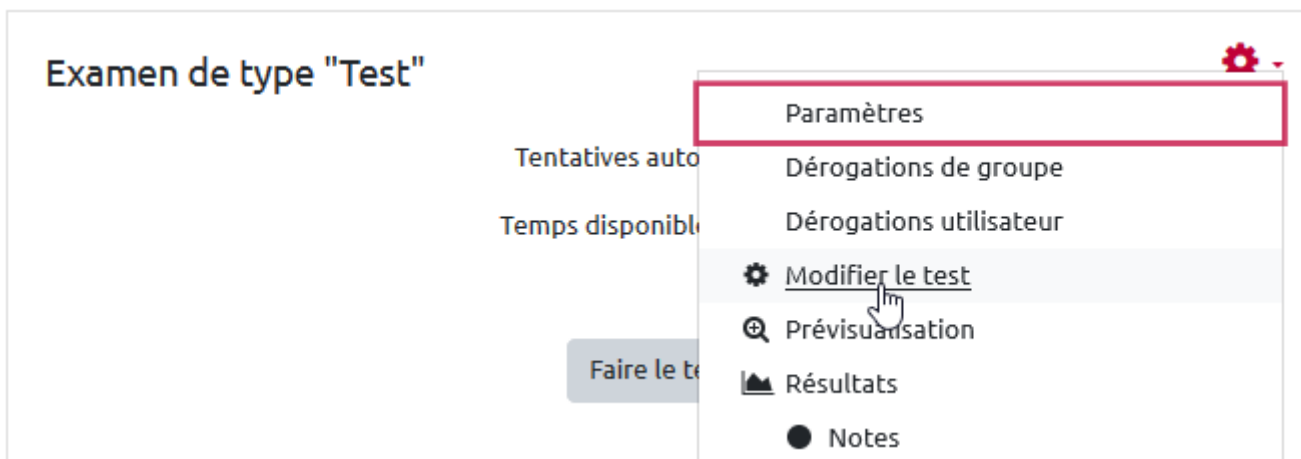 Examen de type "Test"
Paramètres
Tentatives auto
Dérogations de groupe
Temps disponibl
Dérogations utilisateur
Modifier le test
Prévisualisation
Faire le te
Résultats
Notes